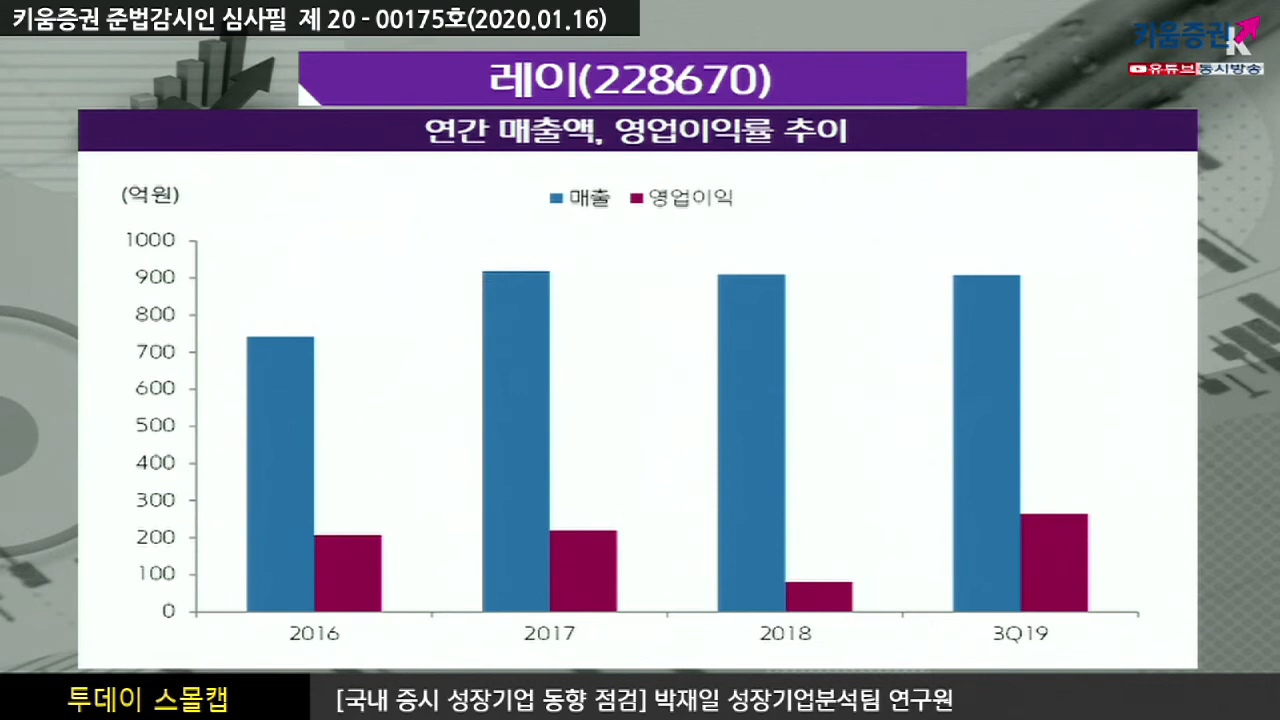 키움증권 준법감시인 심사필 제 20 - 00175호(2020.01.16)
키움증권
유튜브동시방송
레이(228670)
연간 매출액, 영업이익률 추이
(억원)
매출 영업이익
1000
900
800
700
600
500
400
300
200
100
0
2016 2017 2018 3Q19
투데이 스몰캡
[국내 증시 성장기업 동향 점검] 박재일 성장기업분석팀 연구원